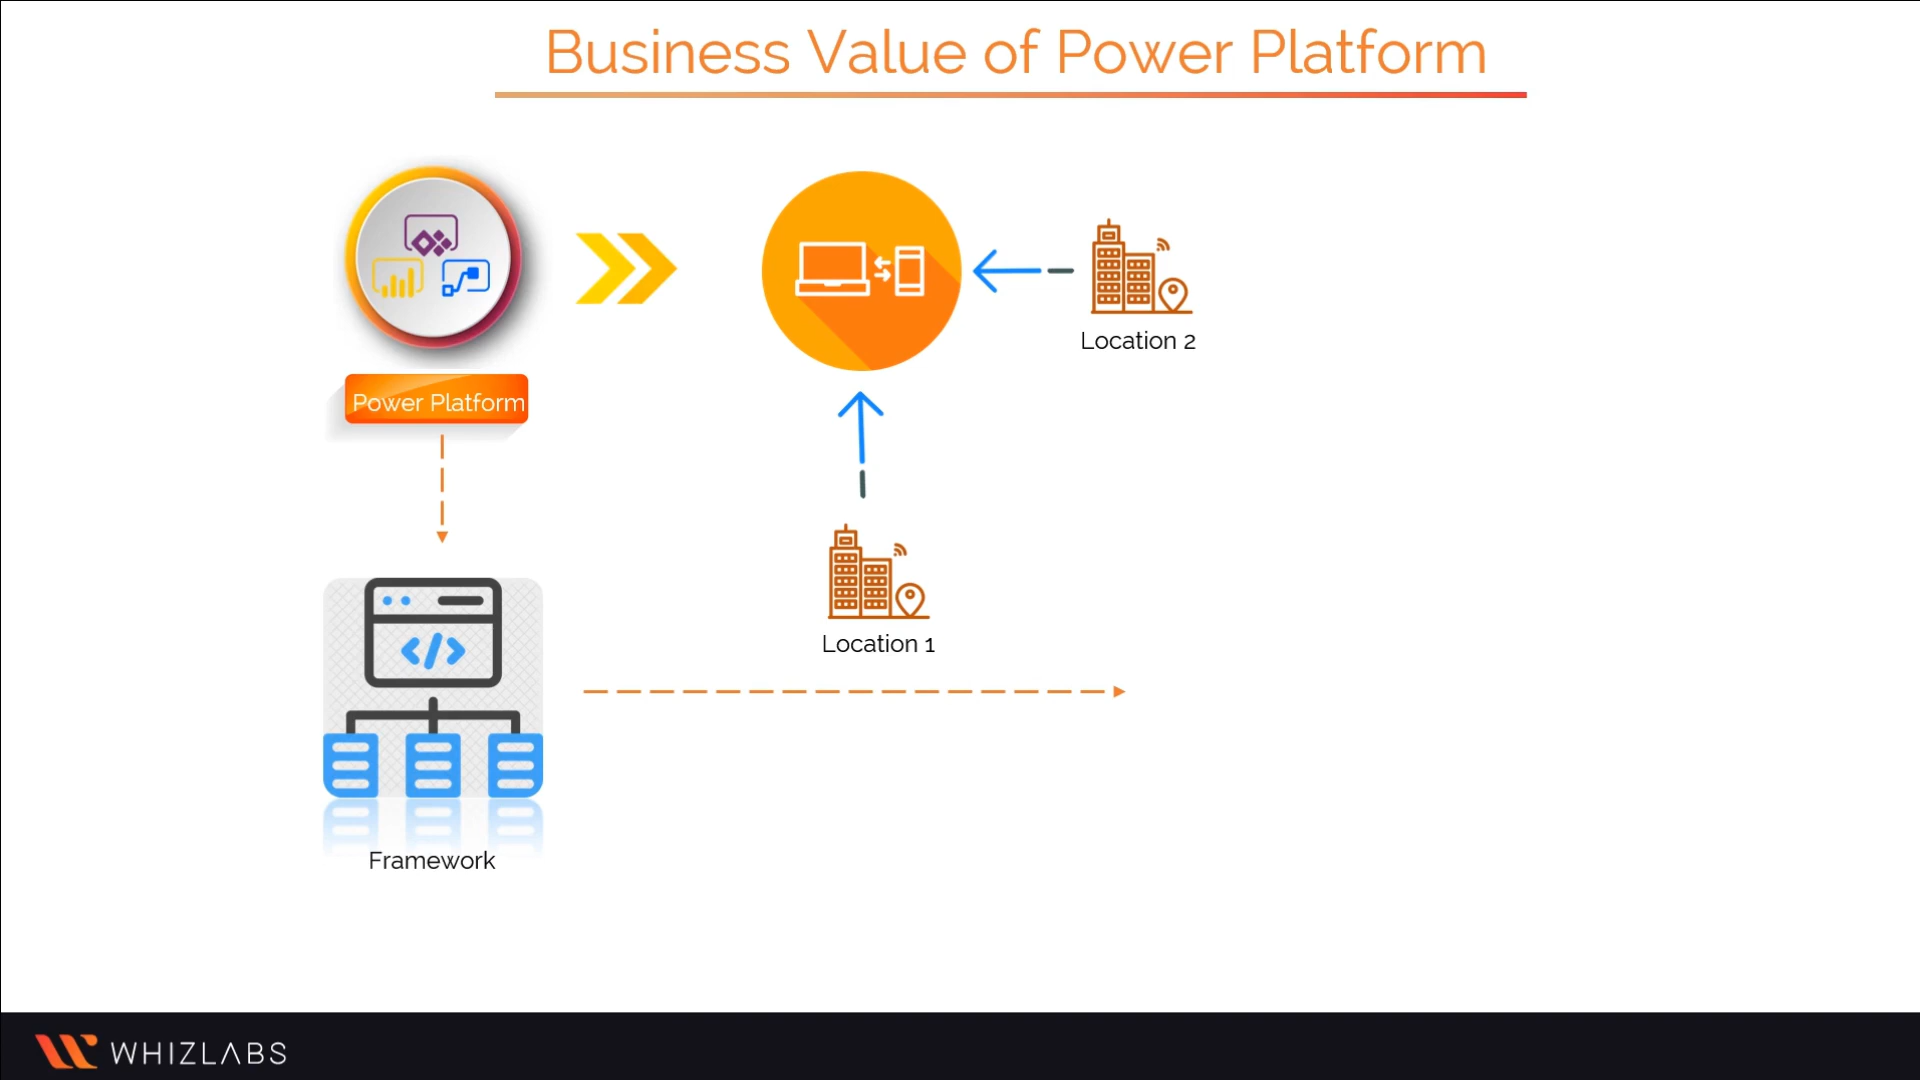 Business Value of Power Platform
Power Platform
Location 2
Location 1
</>
Framework
WHIZLABS